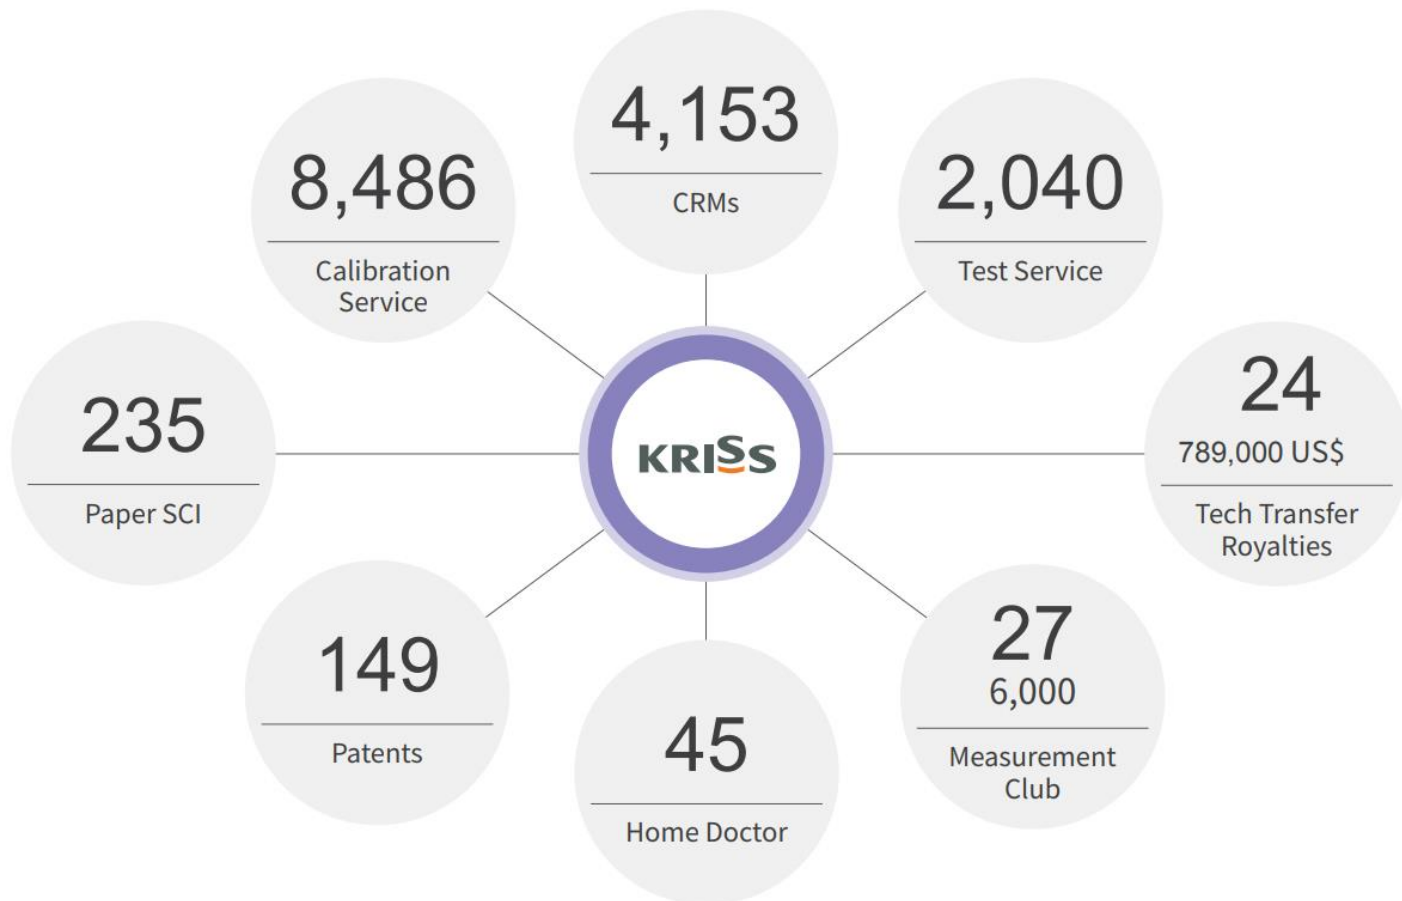 4,153
CRMs
8,486
Calibration
Service
2,040
Test Service
235
Paper SCI
KRISS
24
789,000 US$
Tech Transfer
Royalties
149
Patents
45
Home Doctor
27
6,000
Measurement
Club